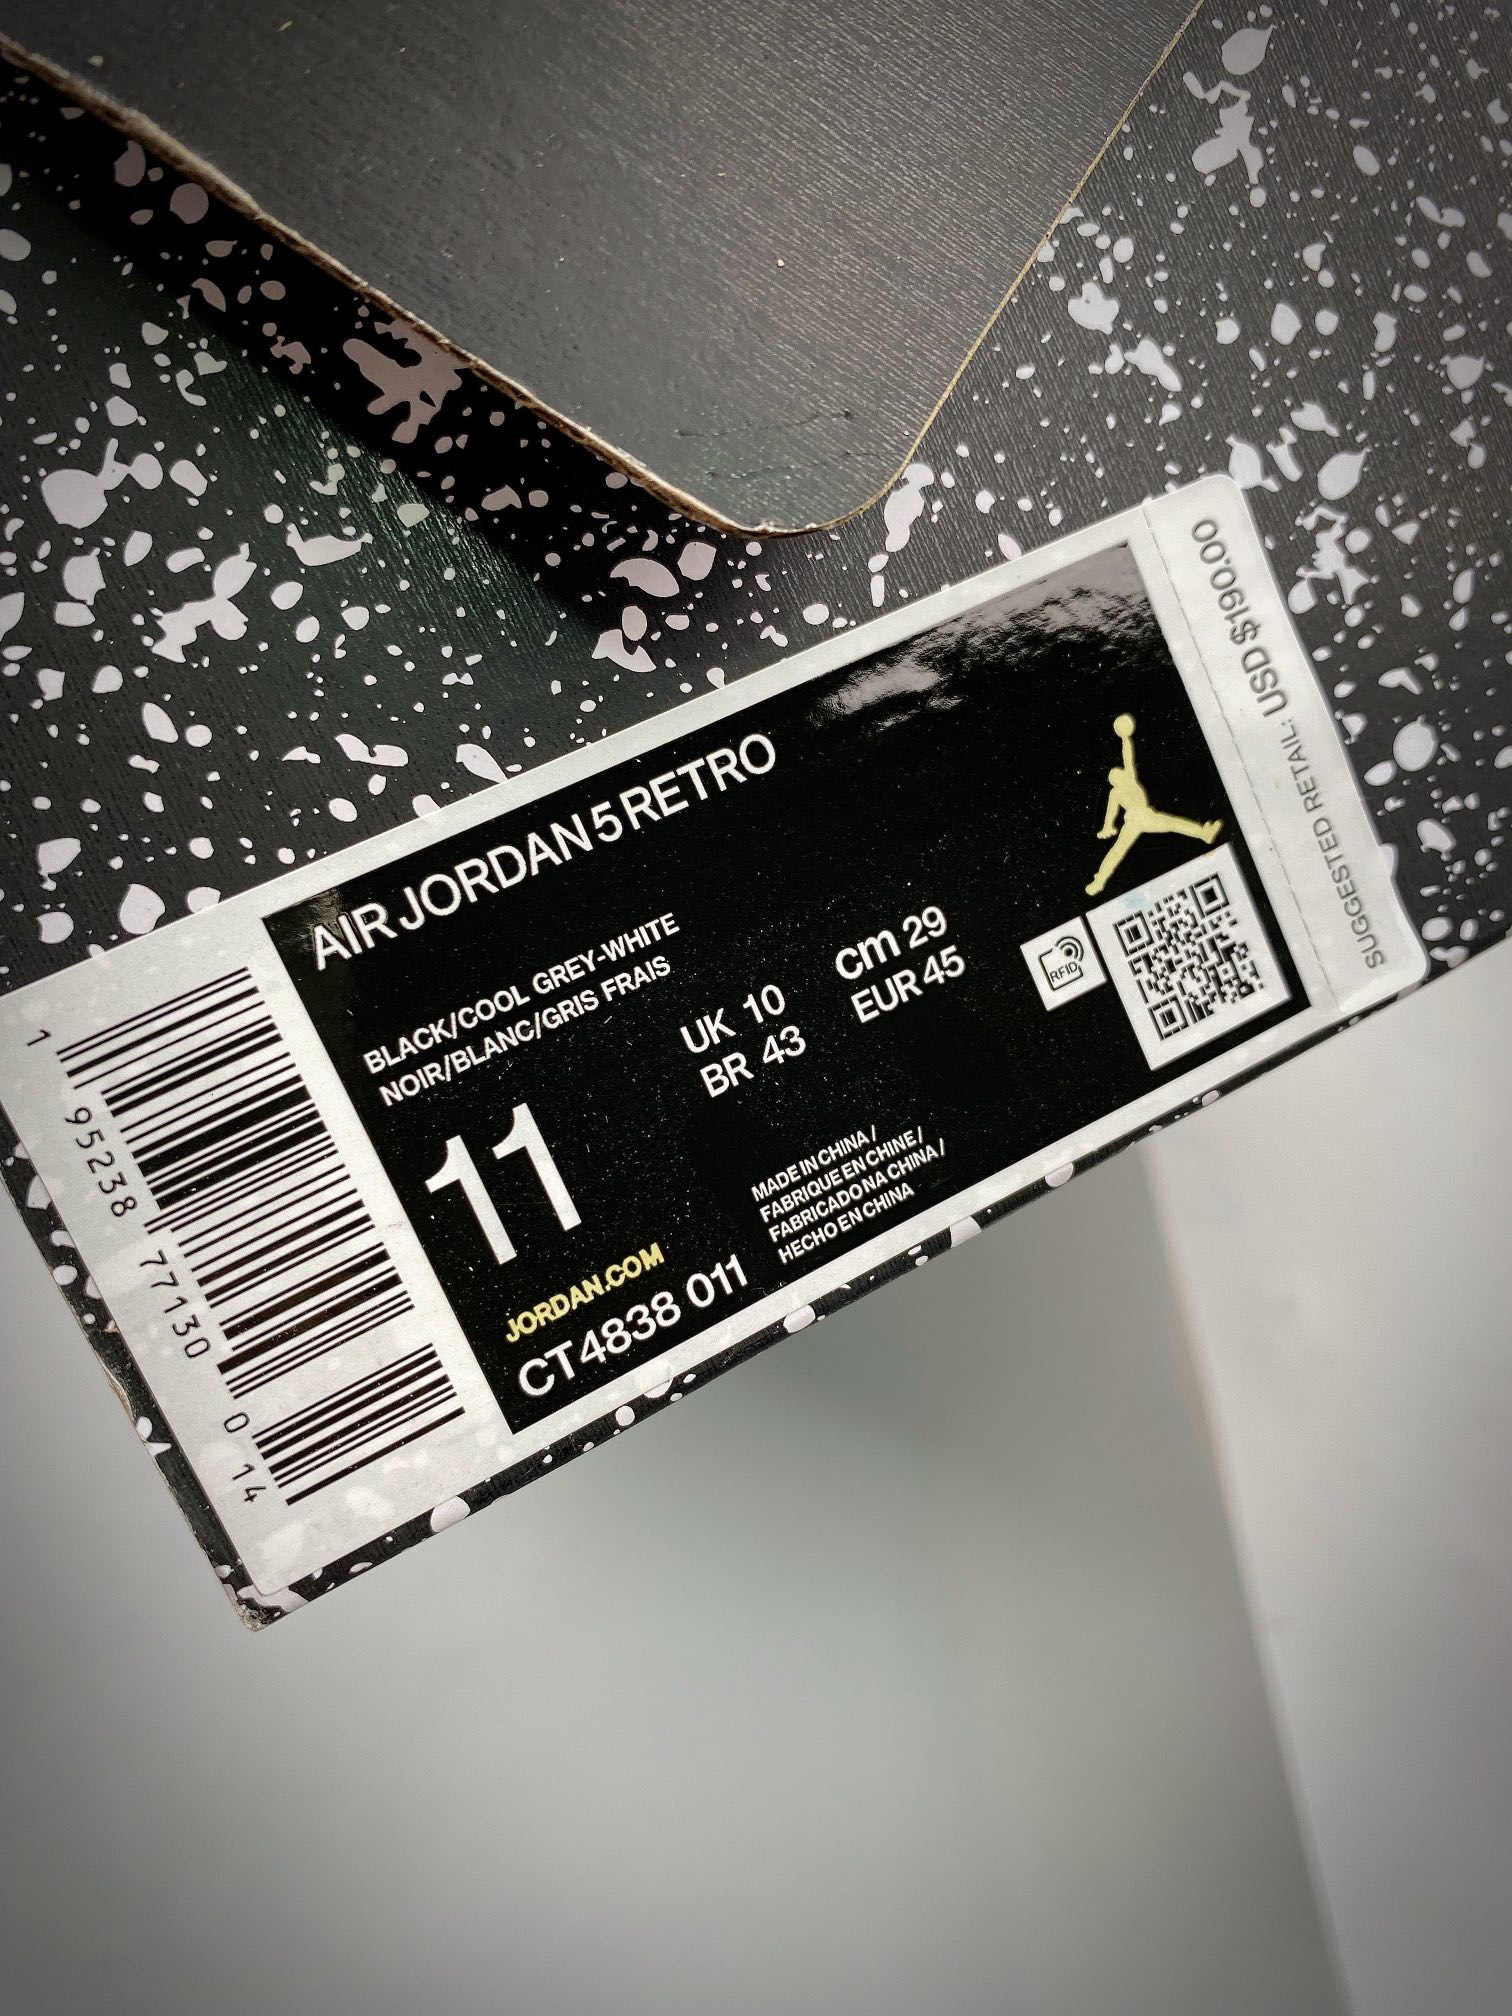 AIR JORDAN 5 RETRO
BLACK/COOL GREY-WHITE
NOIR/BLANC/GRIS FRAIS
11
UK 10
BR 43
cm 29
EUR 45
RFID
JORDAN.COM
CT4838 011
MADE IN CHINA /
FABRIQUE EN CHINE /
FABRICADO NA CHINA /
HECHO EN CHINA
SUGGESTED RETAIL: USD $190.00
1 95238 77130 0 14